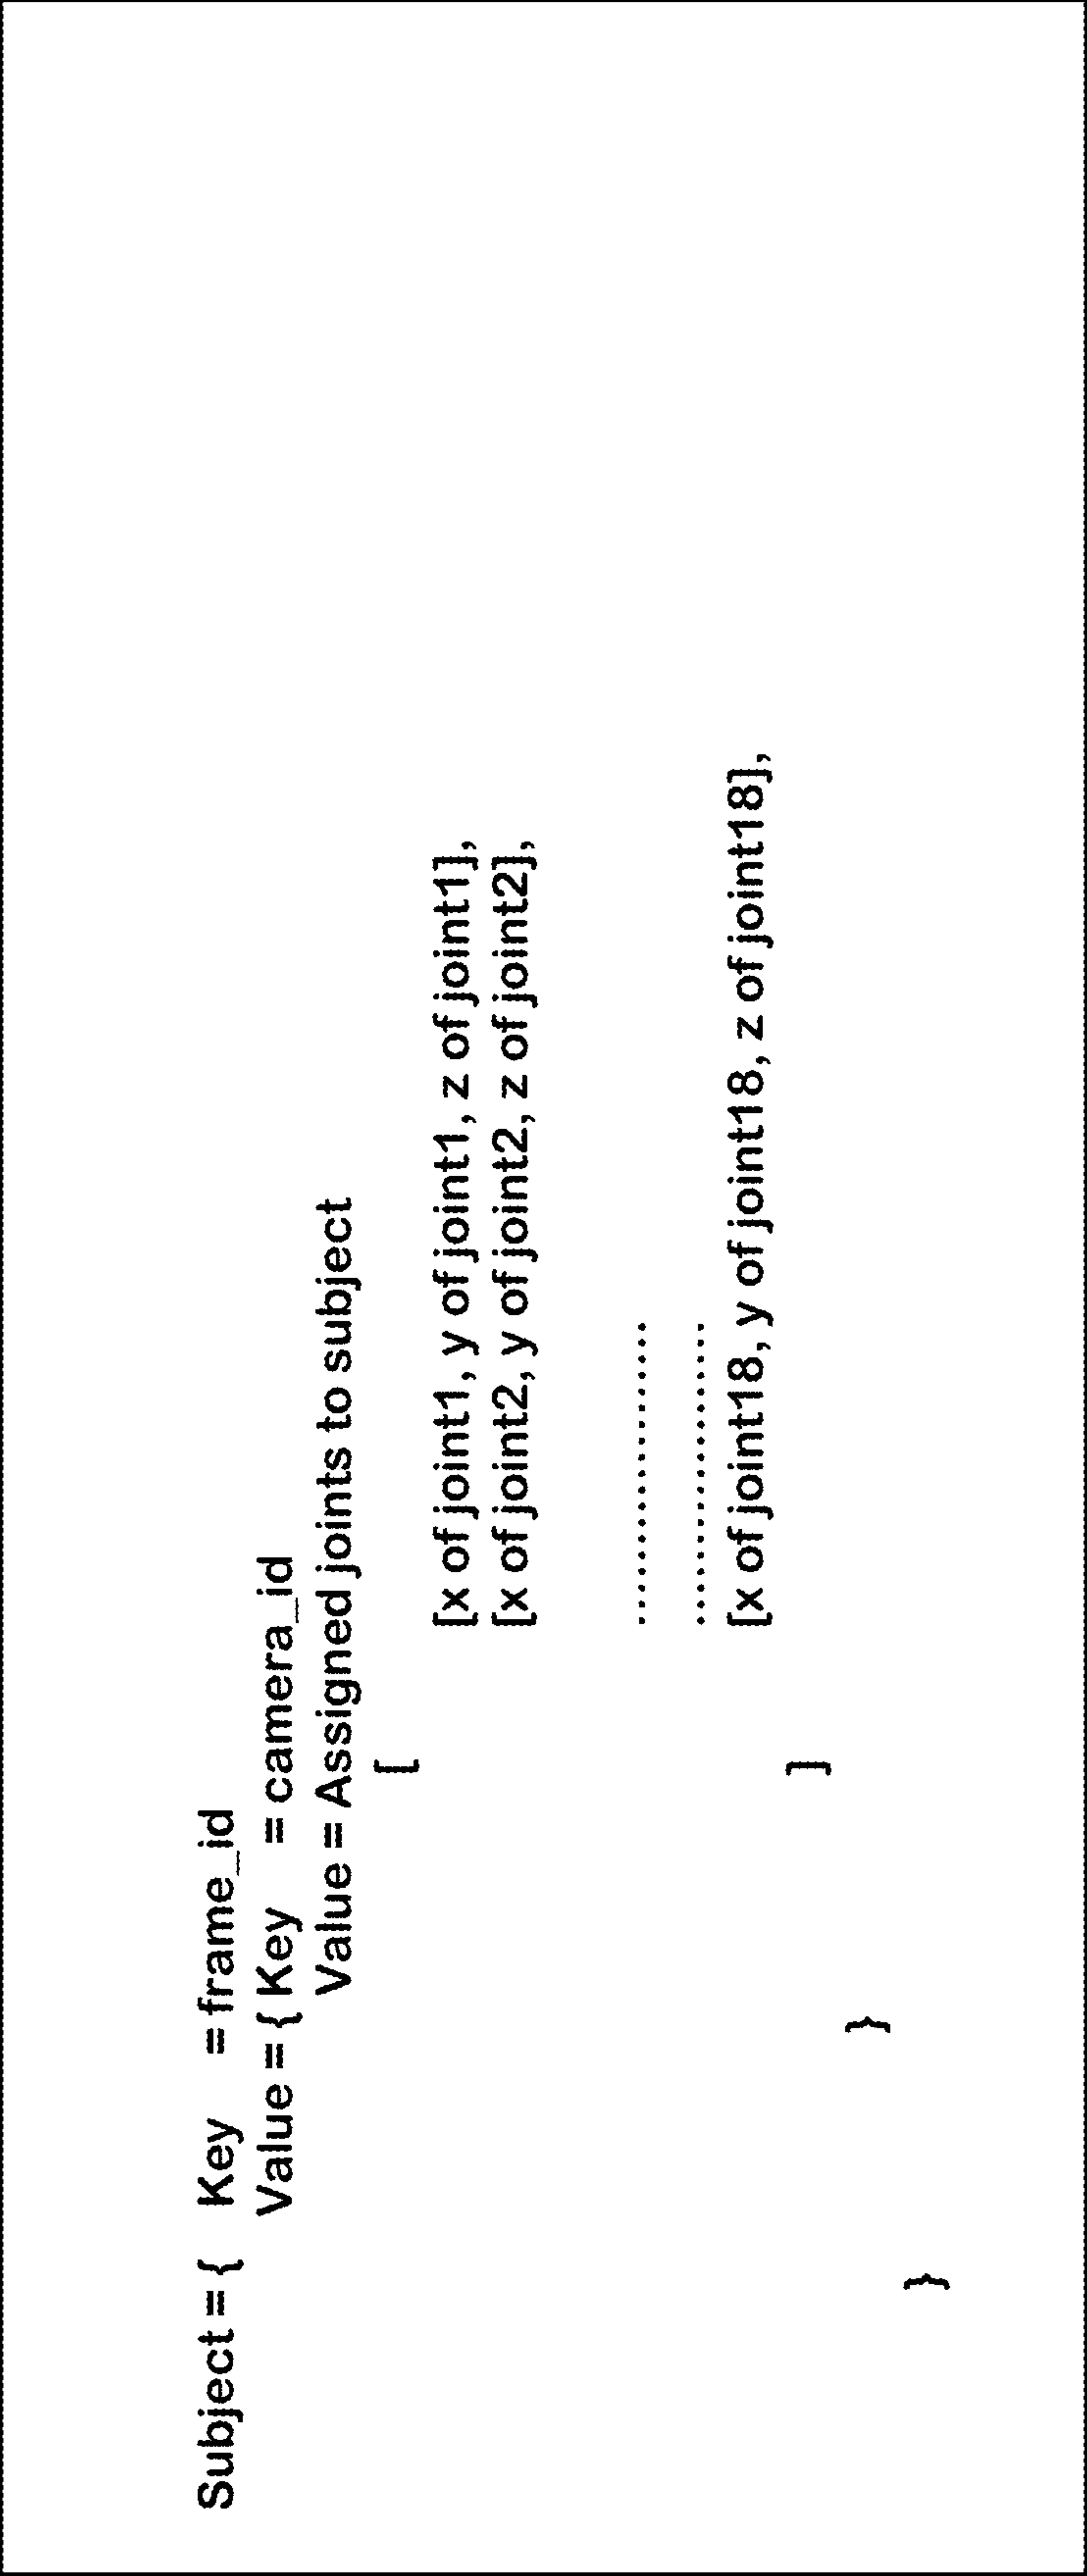 Subject = { Key = frame_id
Value = { Key = camera_id
Value = Assigned joints to subject
[
[x of joint1, y of joint1, z of joint1],
[x of joint2, y of joint2, z of joint2],
...................
...................
[x of joint18, y of joint18, z of joint18],
]
}
}